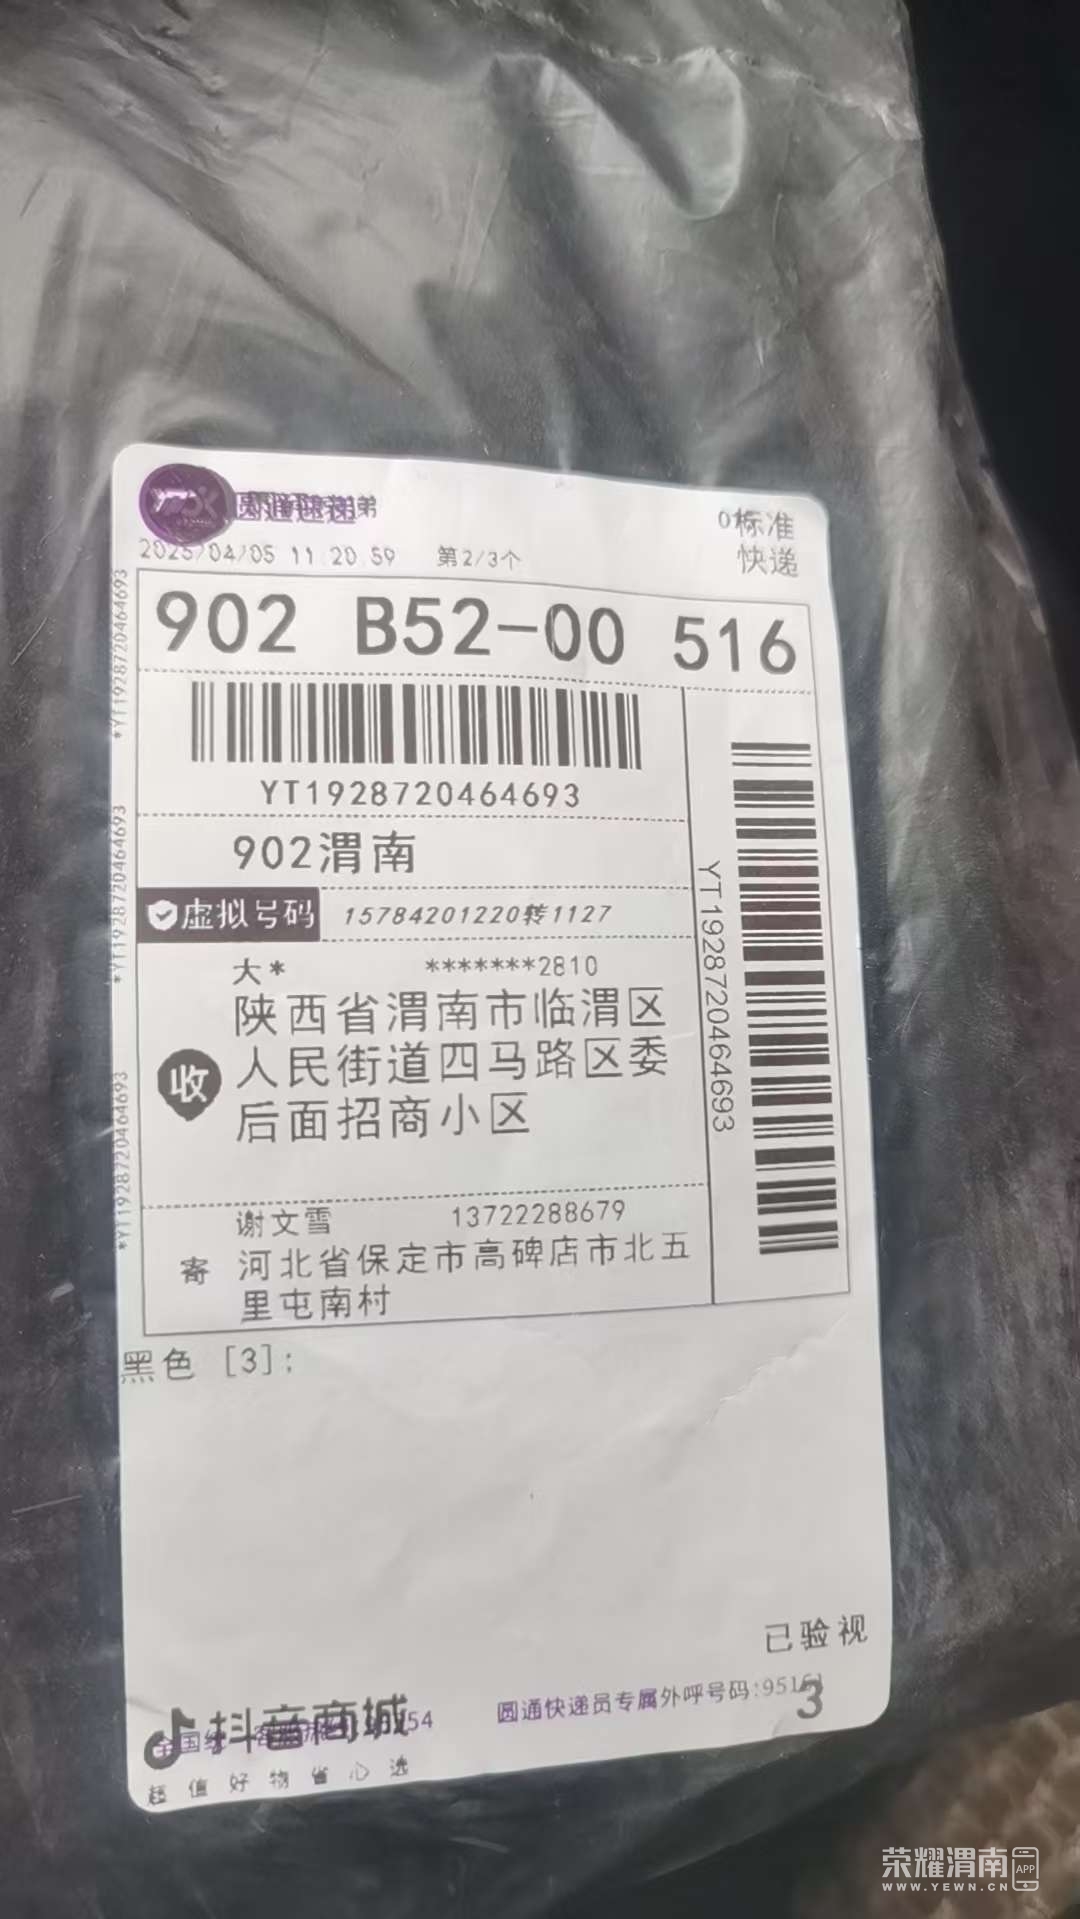 圆通速递
标准
快递
2025/04/05 11:20:59 第2/3个
902 B52-00 516
YT1928720464693
902渭南
虚拟号码 15784201220转1127
大* *******2810
陕西省渭南市临渭区
人民街道四马路区委
后面招商小区
收
谢文雪 13722288679
寄
河北省保定市高碑店市北五
里屯南村
YT1928720464693
*YT1928720464693
*YT1928720464693
*YT1928720464693
黑色 [3]:
已验视
圆通快递员专属外呼号码:95161
3
抖音商城
超值好物省心选
荣耀渭南 APP
WWW.YEWN.CN